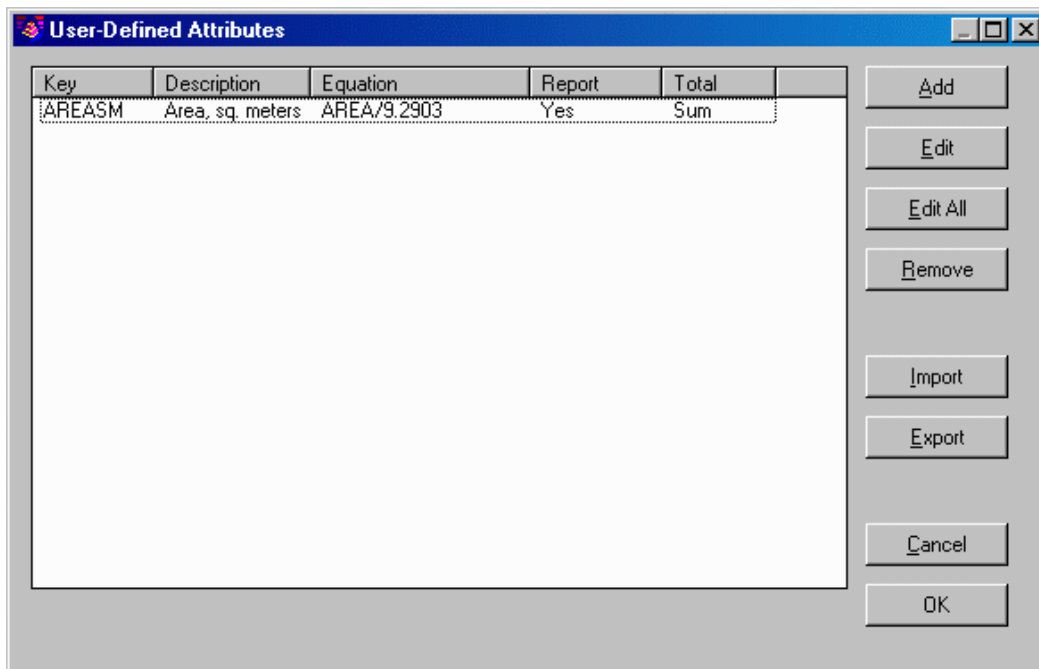 User-Defined Attributes
Key Description Equation Report Total
AREASM Area, sq. meters AREA/9.2903 Yes Sum
Add
Edit
Edit All
Remove
Import
Export
Cancel
OK